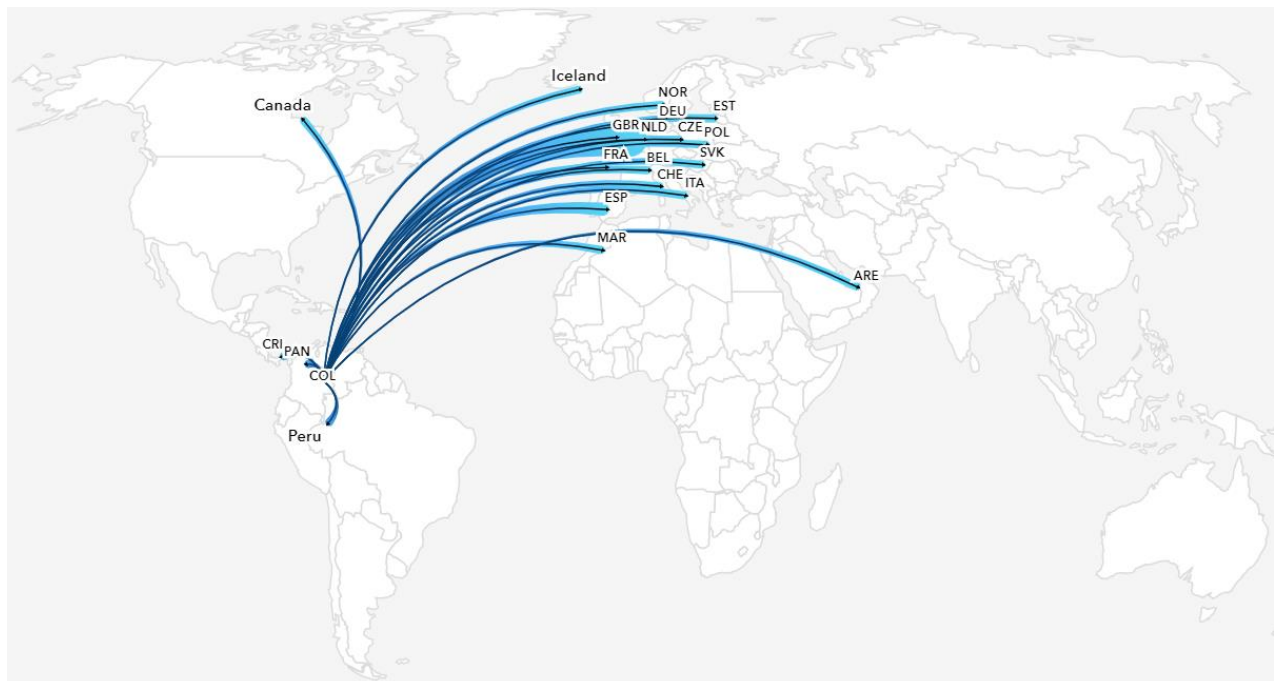 Iceland
NOR
Canada
DEU
EST
GBR
NLD
CZE
POL
FRA
BEL
SVK
CHE
ITA
ESP
MAR
ARE
CRI
PAN
COL
Peru